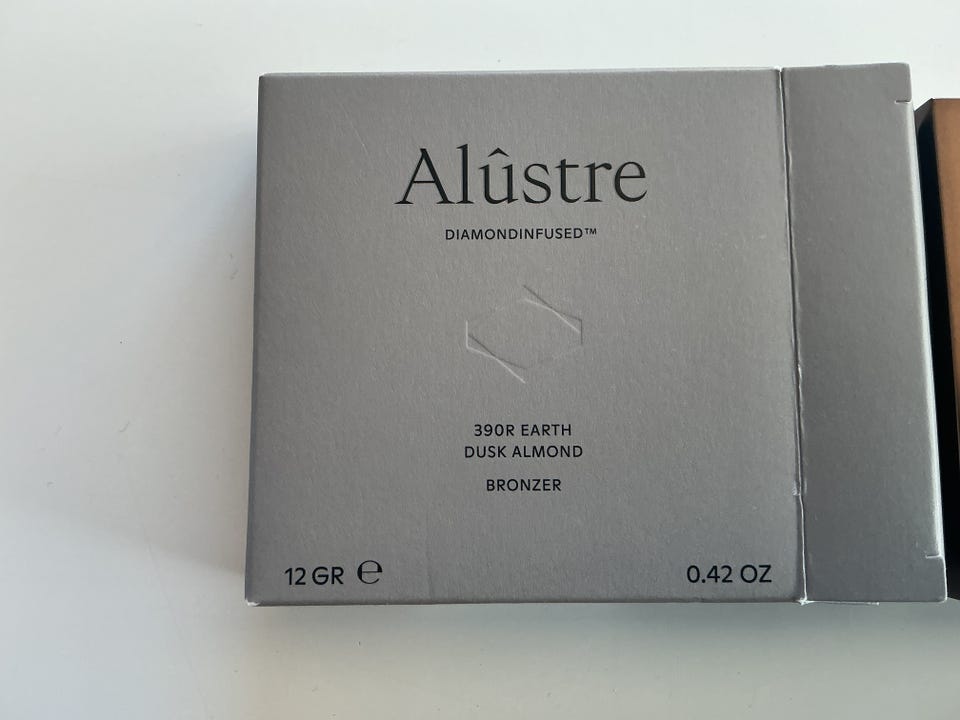 Alûstre
DIAMONDINFUSED™
390R EARTH
DUSK ALMOND
BRONZER
12 GR ℮
0.42 OZ